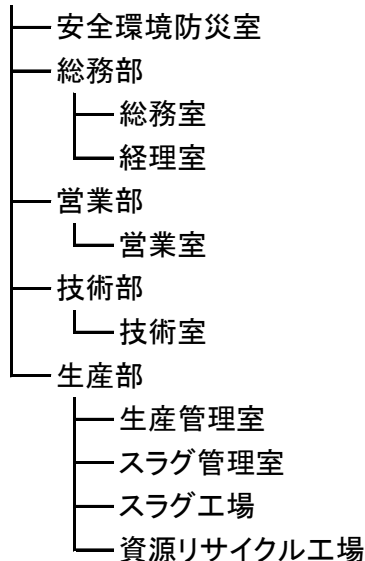 安全環境防災室
総務部
総務室
経理室
営業部
営業室
技術部
技術室
生産部
生産管理室
スラグ管理室
スラグ工場
資源リサイクル工場